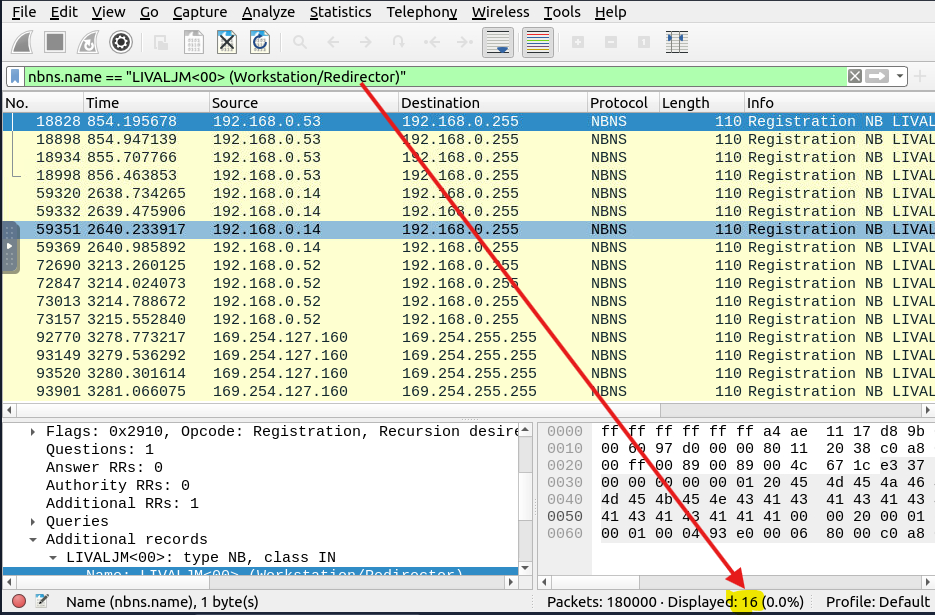 File Edit View Go Capture Analyze Statistics Telephony Wireless Tools Help
nbns.name == "LIVALJM<00> (Workstation/Redirector)"
No. Time Source Destination Protocol Length Info
18828 854.195678 192.168.0.53 192.168.0.255 NBNS 110 Registration NB LIVAL
18898 854.947139 192.168.0.53 192.168.0.255 NBNS 110 Registration NB LIVAL
18934 855.707766 192.168.0.53 192.168.0.255 NBNS 110 Registration NB LIVAL
18998 856.463853 192.168.0.53 192.168.0.255 NBNS 110 Registration NB LIVAL
59320 2638.734265 192.168.0.14 192.168.0.255 NBNS 110 Registration NB LIVAL
59332 2639.475906 192.168.0.14 192.168.0.255 NBNS 110 Registration NB LIVAL
59351 2640.233917 192.168.0.14 192.168.0.255 NBNS 110 Registration NB LIVAL
59369 2640.985892 192.168.0.14 192.168.0.255 NBNS 110 Registration NB LIVAL
72690 3213.260125 192.168.0.52 192.168.0.255 NBNS 110 Registration NB LIVAL
72847 3214.024073 192.168.0.52 192.168.0.255 NBNS 110 Registration NB LIVAL
73013 3214.788672 192.168.0.52 192.168.0.255 NBNS 110 Registration NB LIVAL
73157 3215.552840 192.168.0.52 192.168.0.255 NBNS 110 Registration NB LIVAL
92770 3278.773217 169.254.127.160 169.254.255.255 NBNS 110 Registration NB LIVAL
93149 3279.536292 169.254.127.160 169.254.255.255 NBNS 110 Registration NB LIVAL
93520 3280.301614 169.254.127.160 169.254.255.255 NBNS 110 Registration NB LIVAL
93901 3281.066075 169.254.127.160 169.254.255.255 NBNS 110 Registration NB LIVAL
Flags: 0x2910, Opcode: Registration, Recursion desire
Questions: 1
Answer RRs: 0
Authority RRs: 0
Additional RRs: 1
Queries
Additional records
LIVALJM<00>: type NB, class IN
Name: LIVALJM<00> (Workstation/Redirector)
0000 ff ff ff ff ff ff a4 ae 11 17 d8 9b
0010 00 60 97 d0 00 00 80 11 20 38 c0 a8
0020 00 ff 00 89 00 89 00 4c 67 1c e3 37
0030 00 00 00 00 00 01 20 45 4d 45 4a 46
0040 4d 45 4b 45 4e 43 41 43 41 43 41 43
0050 41 43 41 43 41 41 41 00 00 20 00 01
0060 00 01 00 04 93 e0 00 06 80 00 c0 a8
Name (nbns.name), 1 byte(s) Packets: 180000 · Displayed: 16 (0.0%) Profile: Default